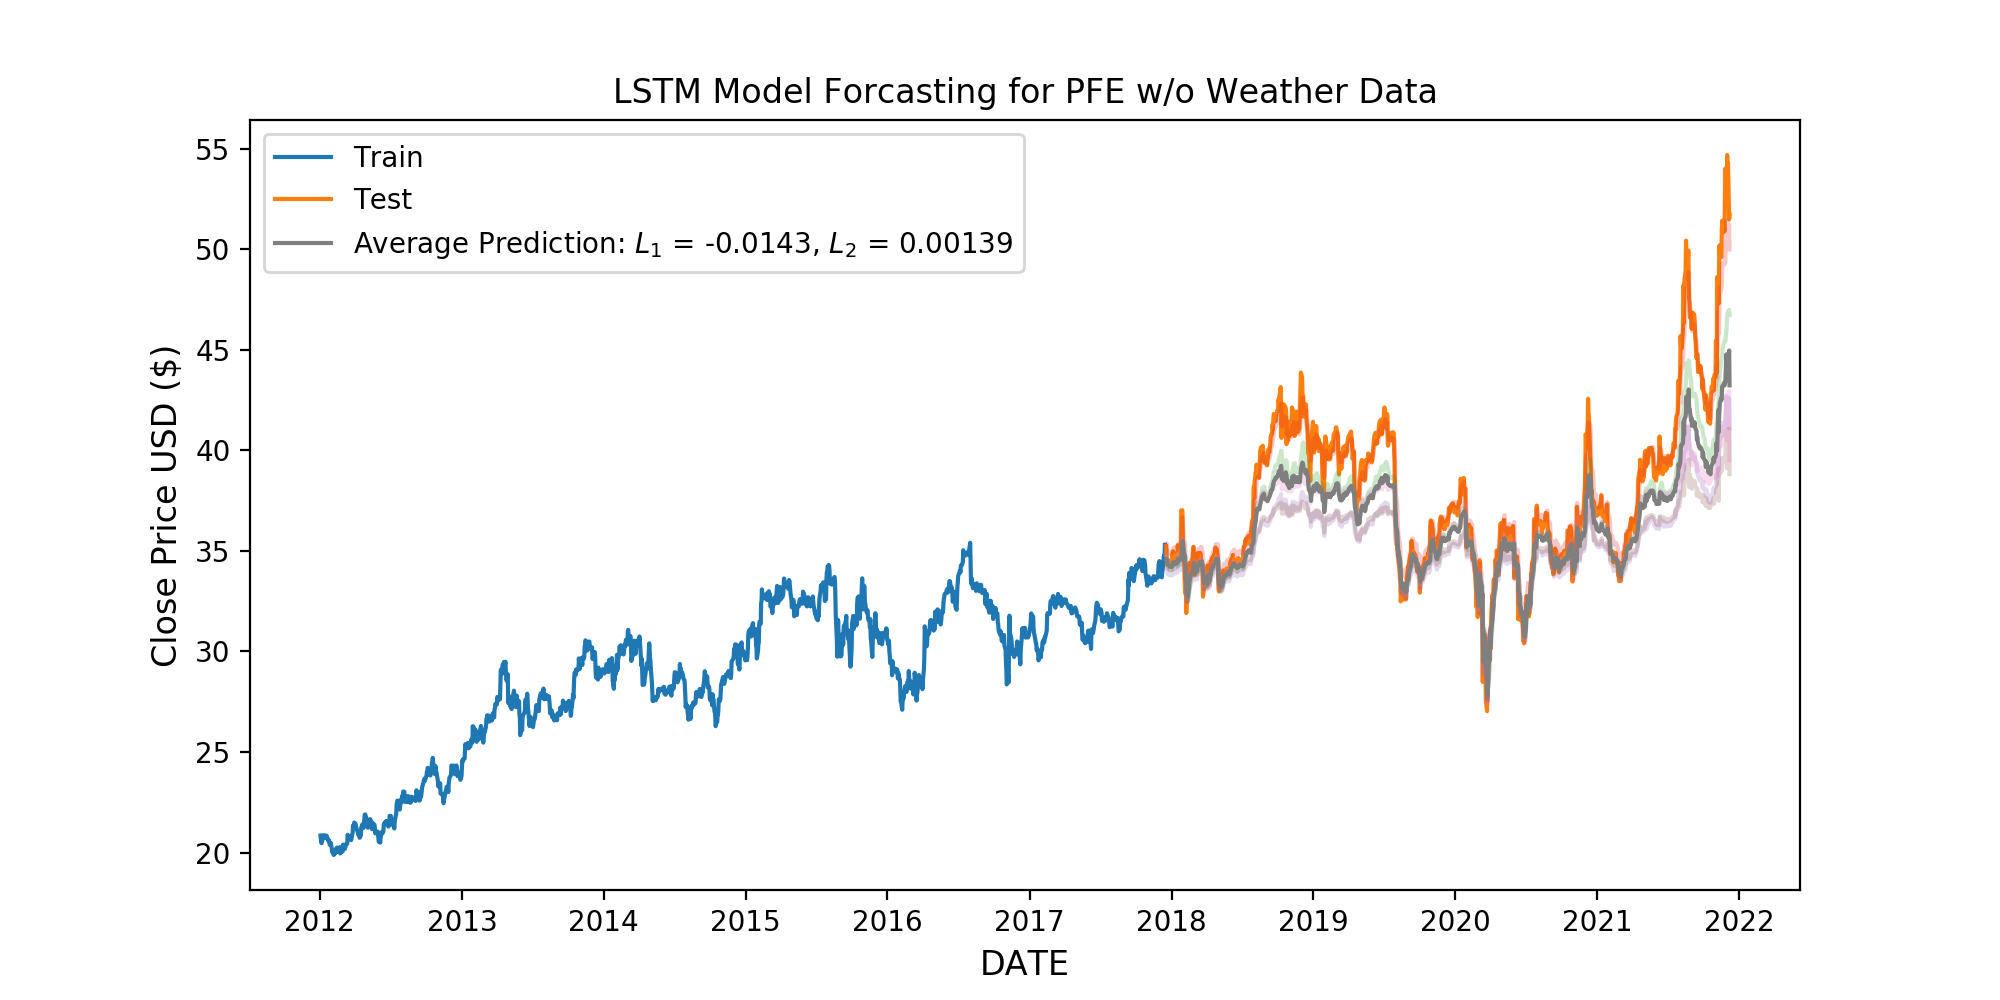 LSTM Model Forcasting for PFE w/o Weather Data
Train
Test
Average Prediction: L₁ = -0.0143, L₂ = 0.00139
Close Price USD ($)
55
50
45
40
35
30
25
20
2012 2013 2014 2015 2016 2017 2018 2019 2020 2021 2022
DATE